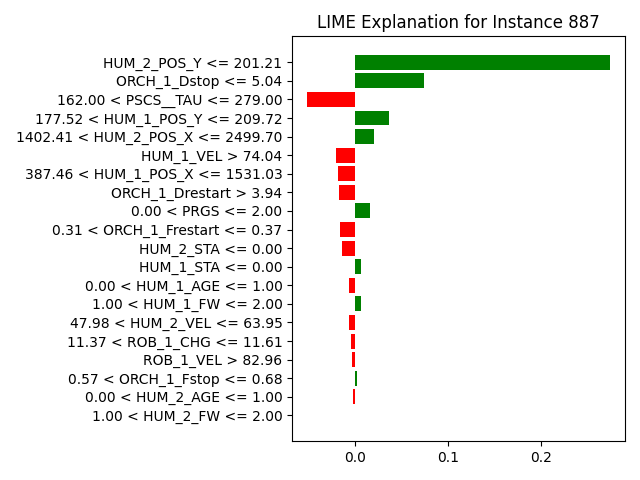 LIME Explanation for Instance 887
HUM_2_POS_Y <= 201.21
ORCH_1_Dstop <= 5.04
162.00 < PSCS__TAU <= 279.00
177.52 < HUM_1_POS_Y <= 209.72
1402.41 < HUM_2_POS_X <= 2499.70
HUM_1_VEL > 74.04
387.46 < HUM_1_POS_X <= 1531.03
ORCH_1_Drestart > 3.94
0.00 < PRGS <= 2.00
0.31 < ORCH_1_Frestart <= 0.37
HUM_2_STA <= 0.00
HUM_1_STA <= 0.00
0.00 < HUM_1_AGE <= 1.00
1.00 < HUM_1_FW <= 2.00
47.98 < HUM_2_VEL <= 63.95
11.37 < ROB_1_CHG <= 11.61
ROB_1_VEL > 82.96
0.57 < ORCH_1_Fstop <= 0.68
0.00 < HUM_2_AGE <= 1.00
1.00 < HUM_2_FW <= 2.00
0.0 0.1 0.2